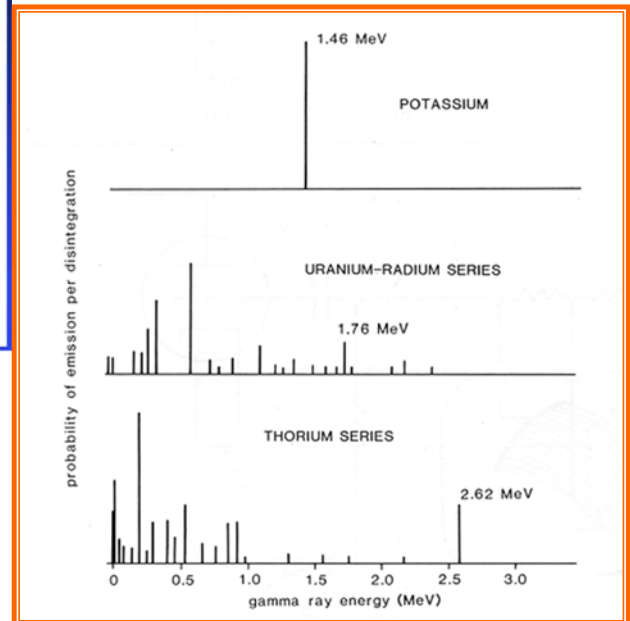 1.46 MeV
POTASSIUM
probability of emission per disintegration
URANIUM-RADIUM SERIES
1.76 MeV
THORIUM SERIES
2.62 MeV
0 0.5 1.0 1.5 2.0 2.5 3.0
gamma ray energy (MeV)